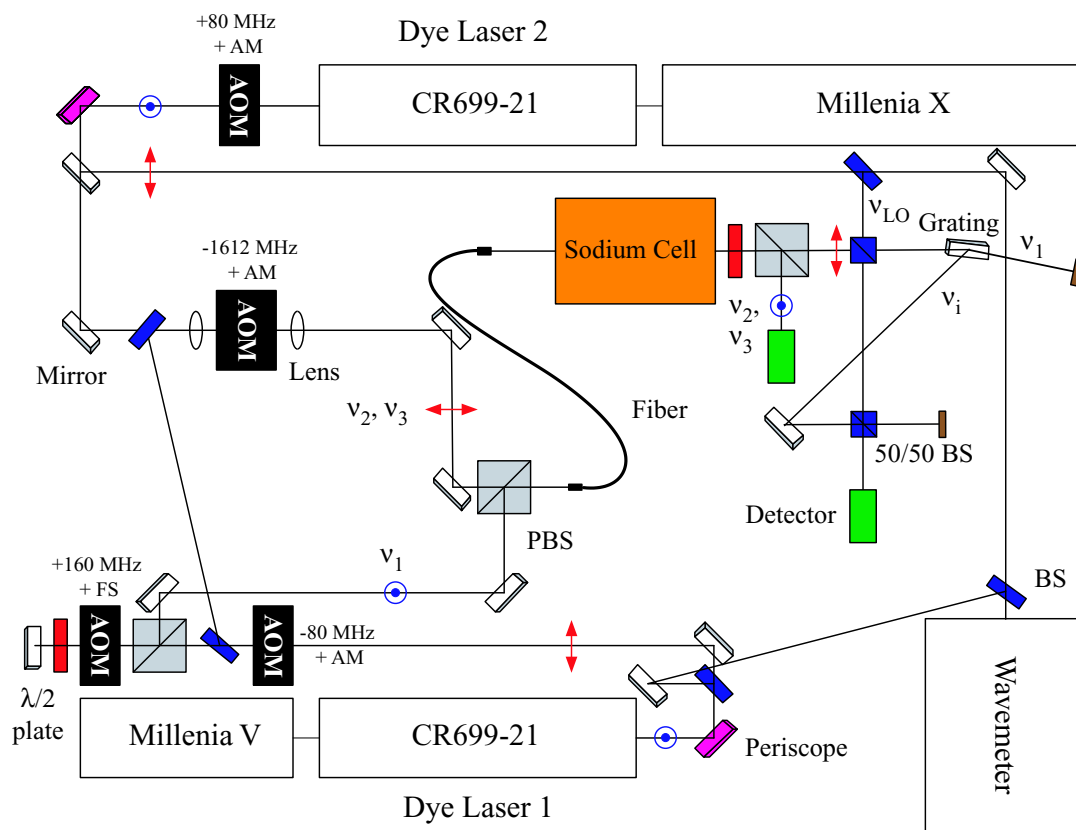 +80 MHz
+ AM
Dye Laser 2
AOM
CR699-21
Millenia X
νLO
Grating
ν1
Sodium Cell
-1612 MHz
+ AM
ν2,
ν3
νi
AOM
Mirror
Lens
ν2, ν3
Fiber
50/50 BS
Detector
PBS
ν1
+160 MHz
+ FS
BS
AOM
AOM
-80 MHz
+ AM
λ/2
plate
Millenia V
CR699-21
Periscope
Wavemeter
Dye Laser 1